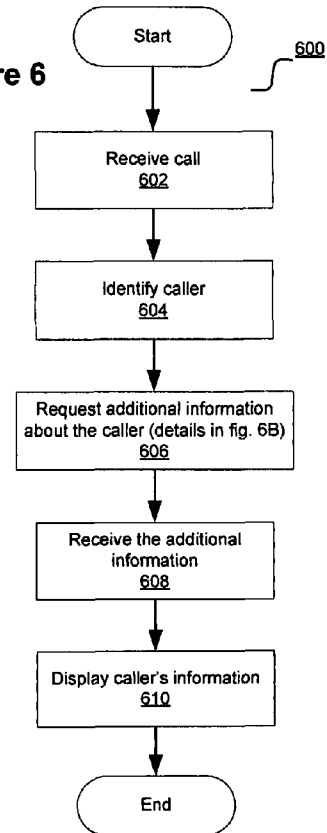 Start
600
re 6
Receive call
602
Identify caller
604
Request additional information
about the caller (details in fig. 6B)
606
Receive the additional
information
608
Display caller's information
610
End